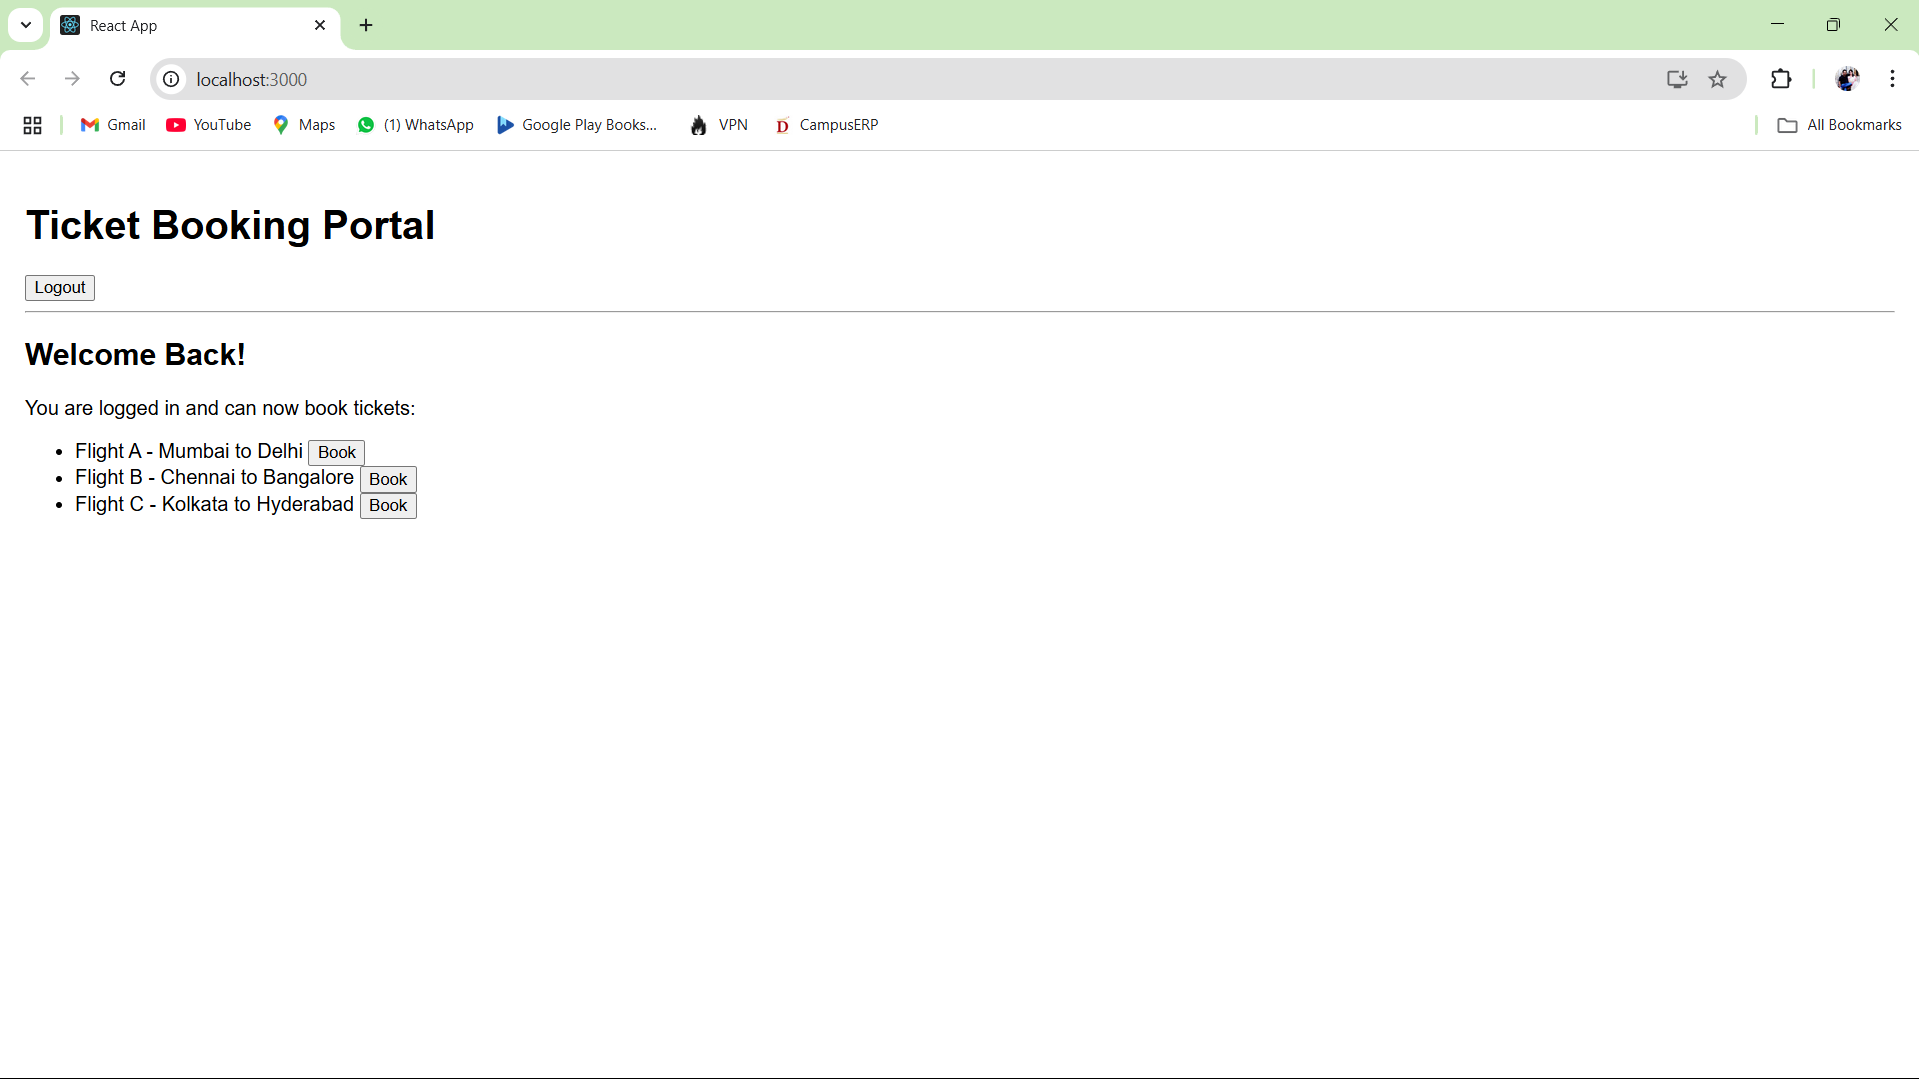 React App
localhost:3000
Gmail YouTube Maps (1) WhatsApp Google Play Books... VPN CampusERP All Bookmarks
Ticket Booking Portal
Logout
Welcome Back!
You are logged in and can now book tickets:
• Flight A - Mumbai to Delhi Book
• Flight B - Chennai to Bangalore Book
• Flight C - Kolkata to Hyderabad Book